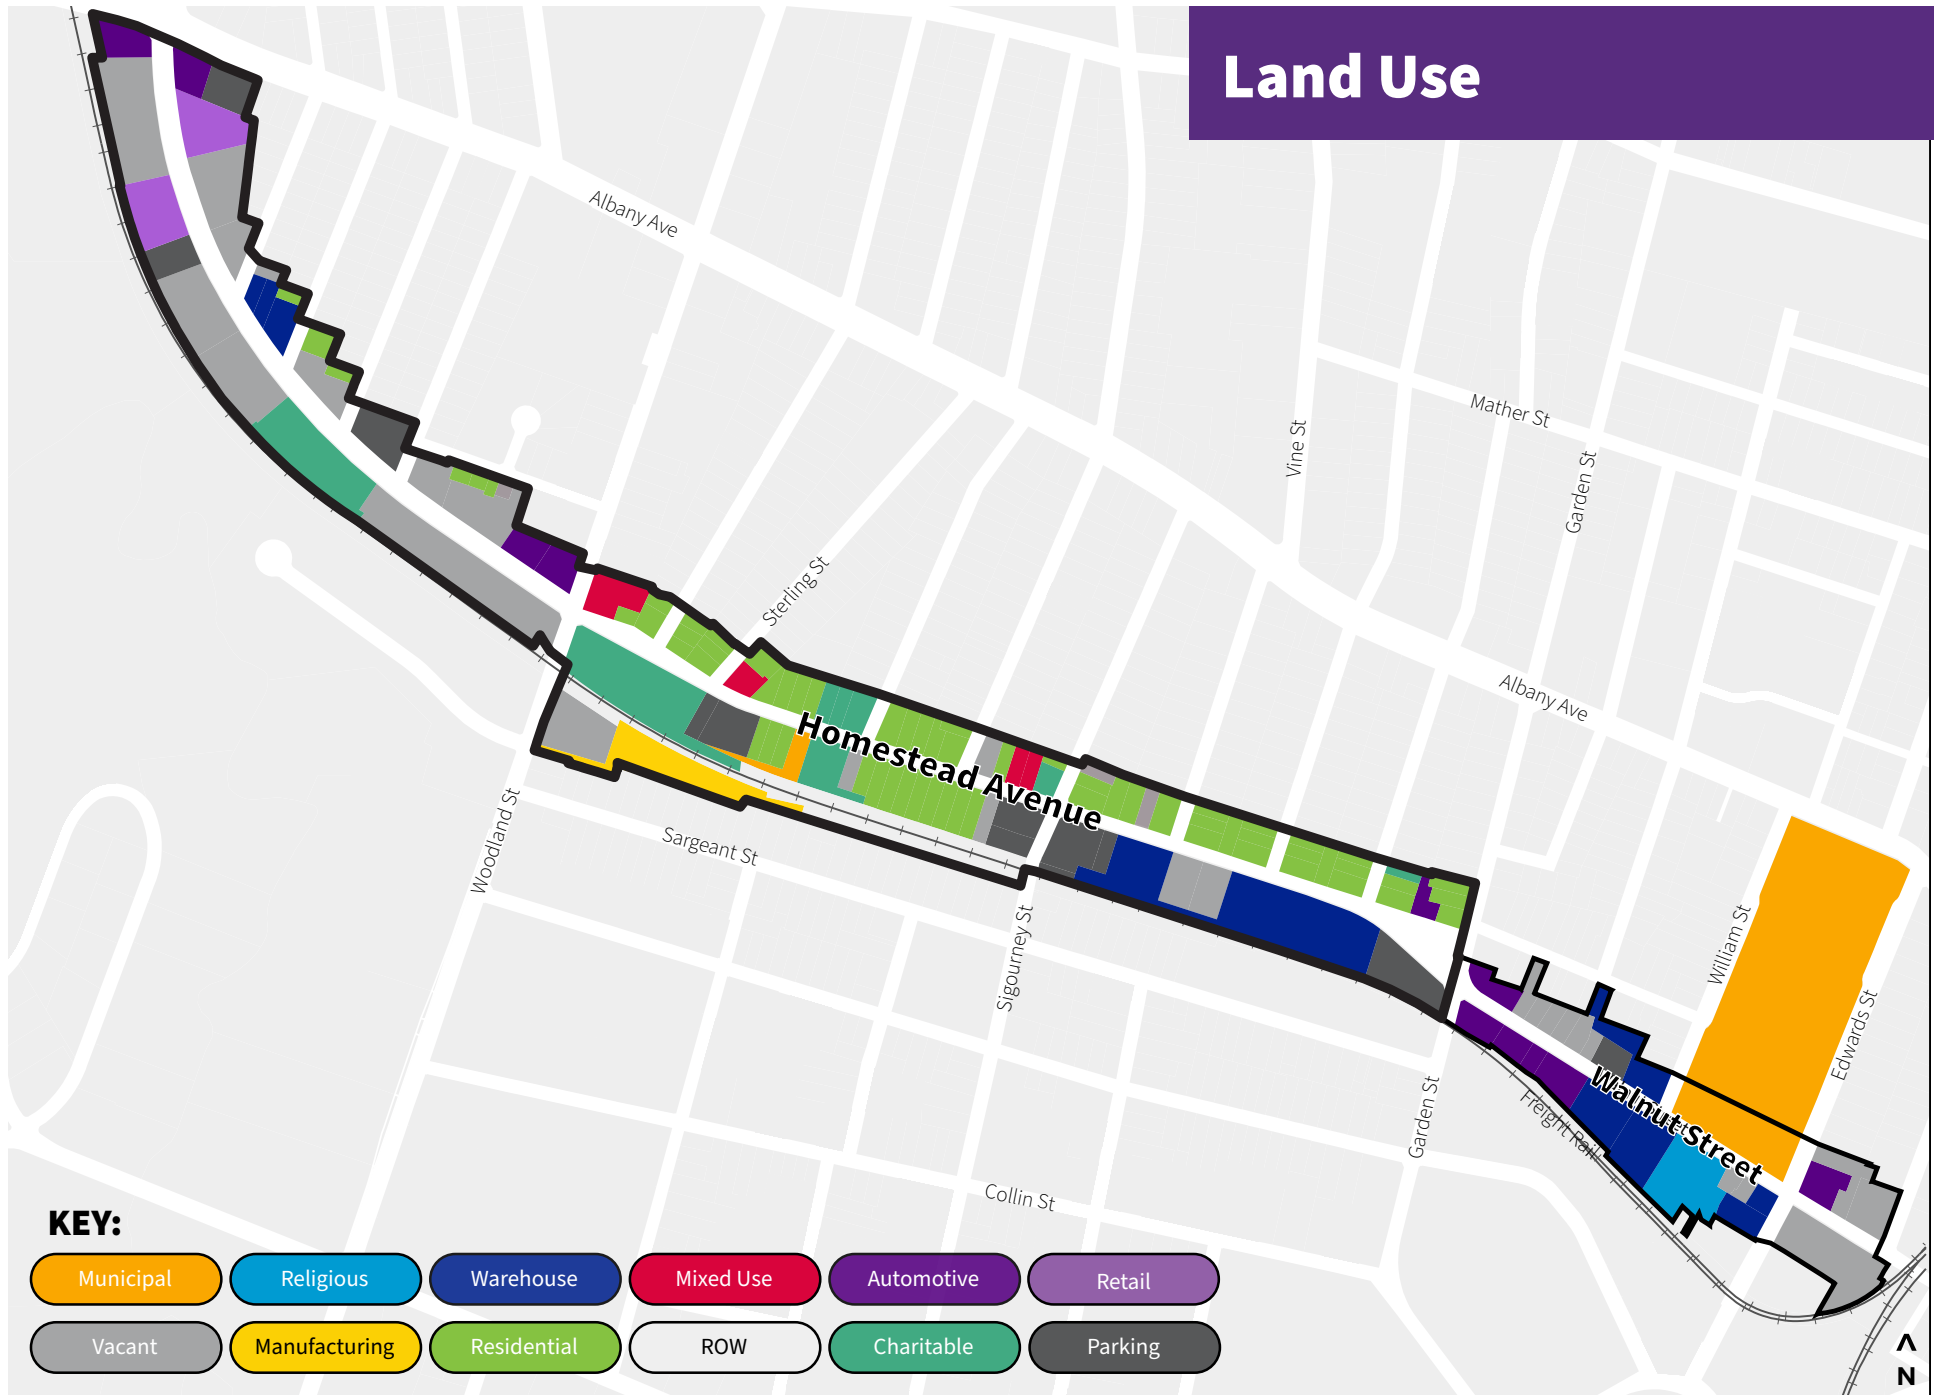 Land Use
Albany Ave
Mather St
Vine St
Garden St
Sterling St
Albany Ave
Homestead Avenue
Woodland St
Sargeant St
Sigourney St
William St
Edwards St
Walnut Street
Freight Rail
Garden St
Collin St
KEY:
Municipal
Religious
Warehouse
Mixed Use
Automotive
Retail
Vacant
Manufacturing
Residential
ROW
Charitable
Parking
^
N